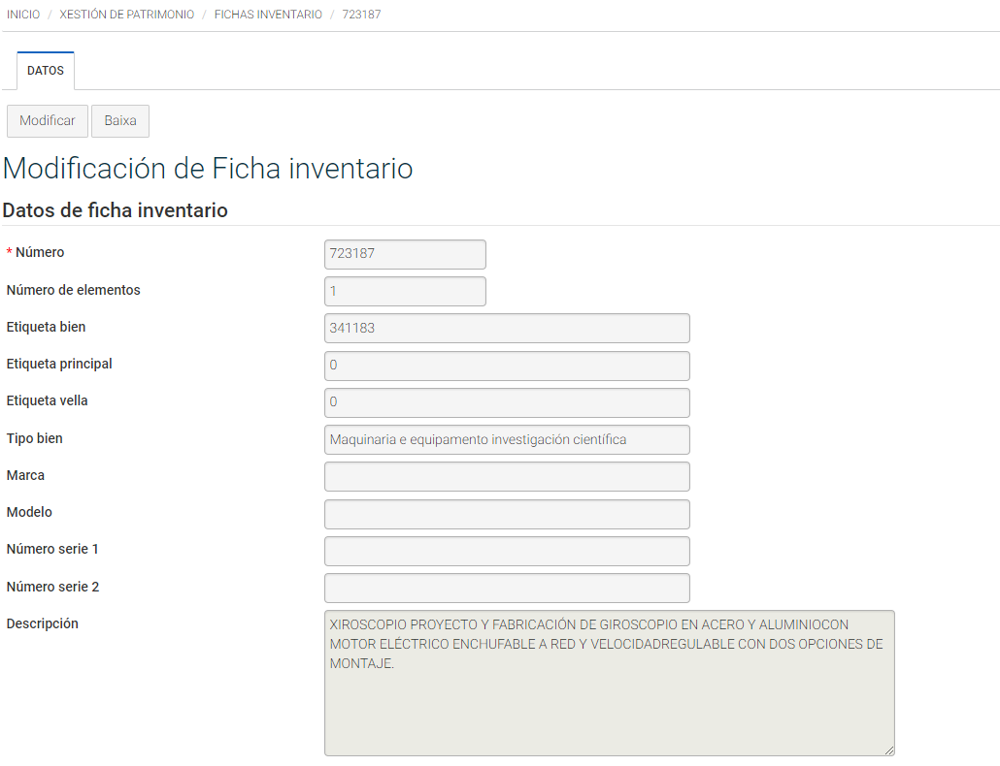 INICIO / XESTIÓN DE PATRIMONIO / FICHAS INVENTARIO / 723187
DATOS
Modificar Baixa
Modificación de Ficha inventario
Datos de ficha inventario
* Número 723187
Número de elementos 1
Etiqueta bien 341183
Etiqueta principal 0
Etiqueta vella 0
Tipo bien Maquinaria e equipamento investigación científica
Marca
Modelo
Número serie 1
Número serie 2
Descripción XIROSCOPIO PROYECTO Y FABRICACIÓN DE GIROSCOPIO EN ACERO Y ALUMINIOCON
MOTOR ELÉCTRICO ENCHUFABLE A RED Y VELOCIDADREGULABLE CON DOS OPCIONES DE
MONTAJE.